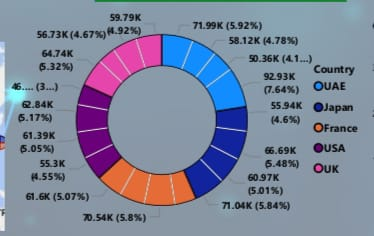 59.79K
(4.92%)
71.99K (5.92%)
56.73K (4.67%)
58.12K (4.78%)
64.74K
(5.32%)
50.36K (4.1...)
Country
46.... (3...)
92.93K
(7.64%)
UAE
62.84K
(5.17%)
55.94K
(4.6%)
Japan
France
61.39K
(5.05%)
66.69K
(5.48%)
USA
55.3K
(4.55%)
60.97K
(5.01%)
UK
61.6K (5.07%)
71.04K (5.84%)
70.54K (5.8%)